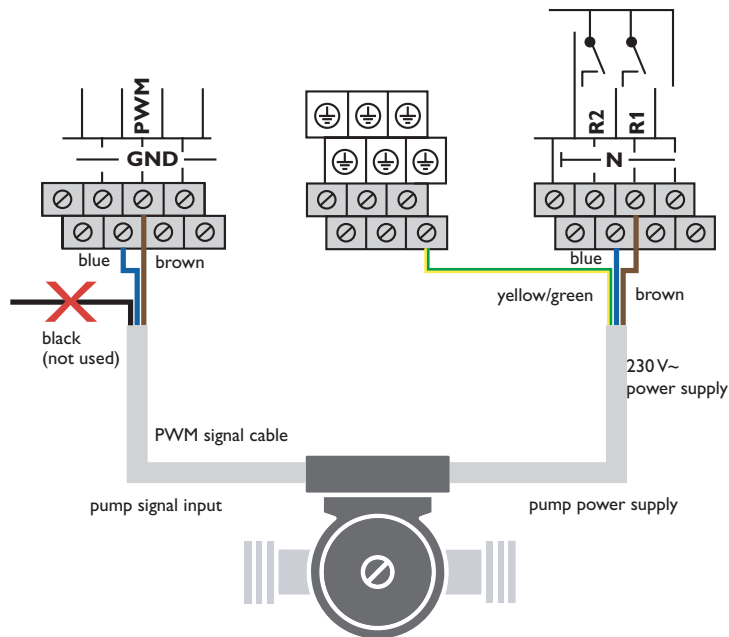 PWM
GND
R2
R1
N
blue
brown
black
(not used)
yellow/green
blue
brown
230 V~
power supply
PWM signal cable
pump signal input
pump power supply